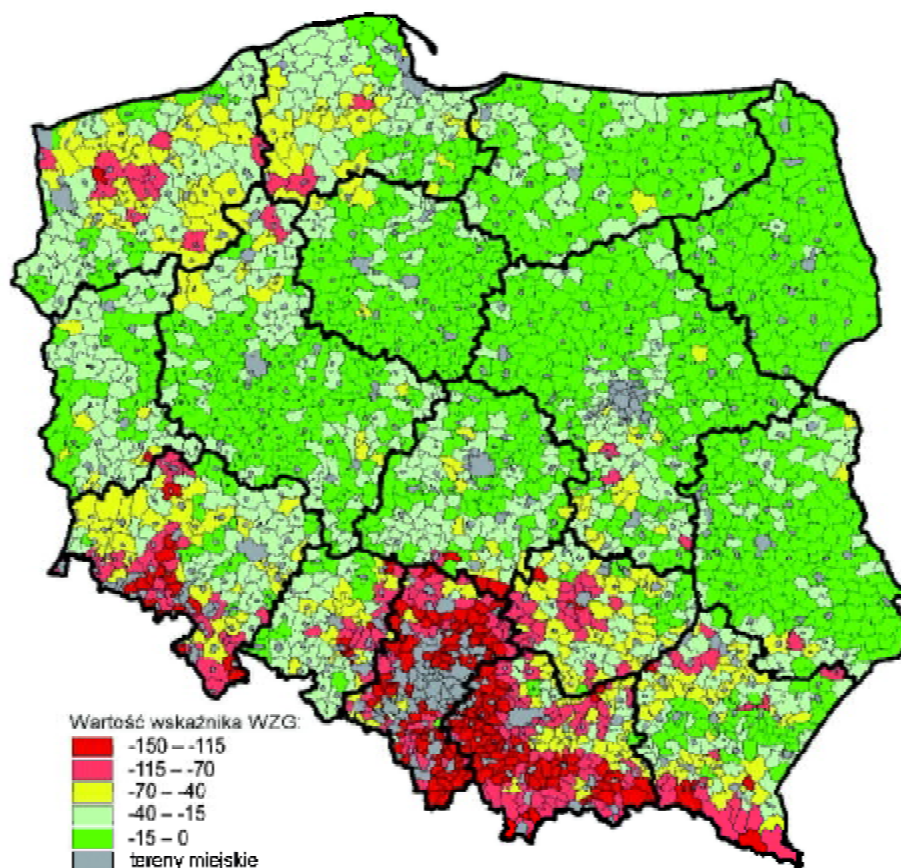 Wartość wskaźnika WZG:
-150 – -115
-115 – -70
-70 – -40
-40 – -15
-15 – 0
tereny miejskie